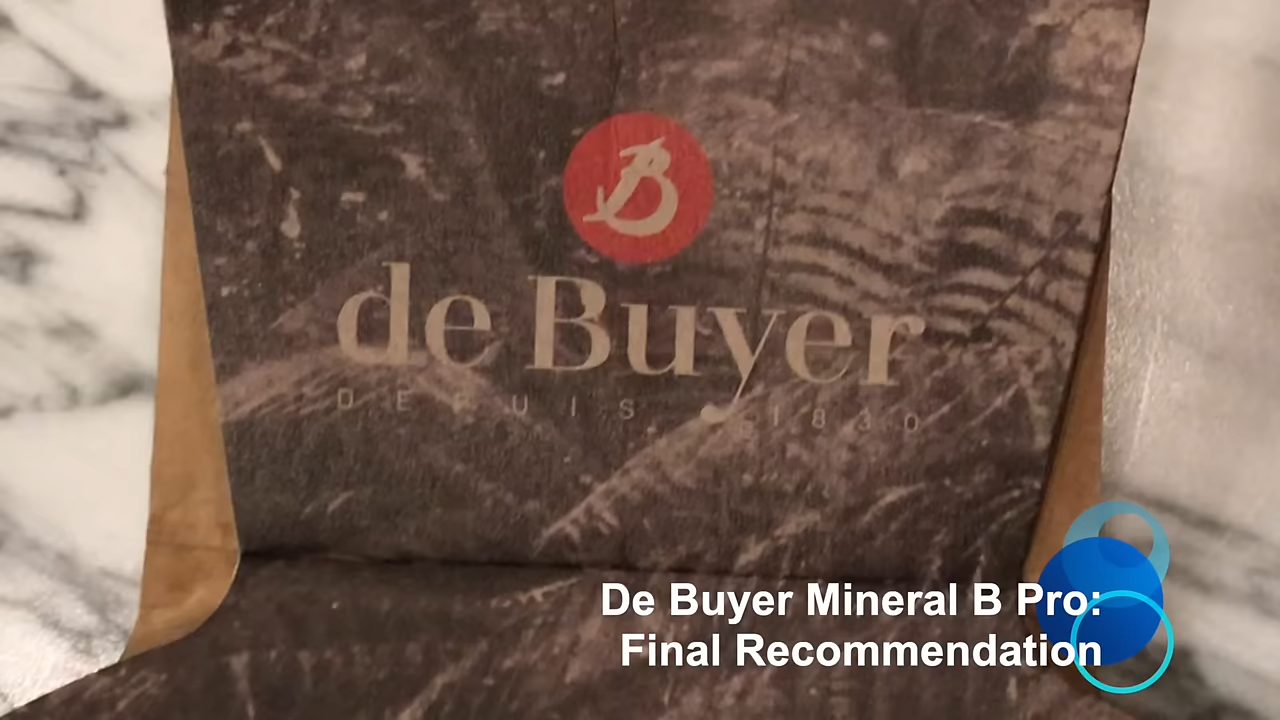 B
de Buyer
DEPUIS 1830
De Buyer Mineral B Pro:
Final Recommendation